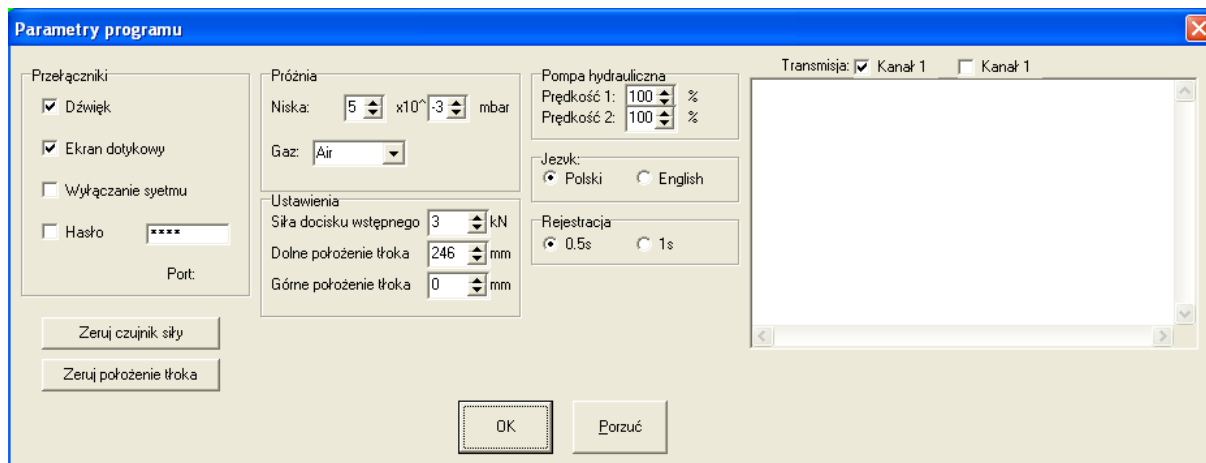 Parametry programu
Przełączniki
Dźwięk
Ekran dotykowy
Wyłączanie syetmu
Hasło ****
Port:
Zeruj czujnik siły
Zeruj położenie tłoka
Próżnia
Niska: 5 x10^ -3 mbar
Gaz: Air
Ustawienia
Siła docisku wstępnego 3 kN
Dolne położenie tłoka 246 mm
Górne położenie tłoka 0 mm
Pompa hydrauliczna
Prędkość 1: 100 %
Prędkość 2: 100 %
Język:
Polski English
Rejestracja
0.5s 1s
Transmisja: Kanał 1 Kanał 1
OK Porzuć